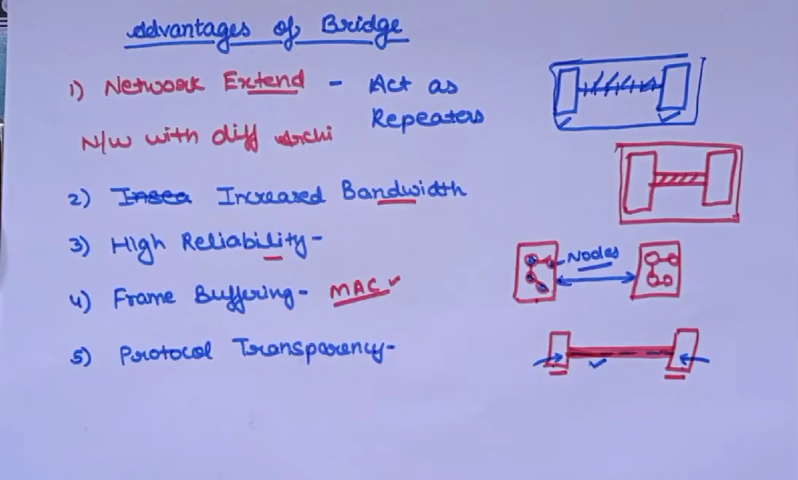 Advantages of Bridge
1) Network Extend - Act as Repeaters
N/W with diff Archi
2) Increased Bandwidth
3) High Reliability-
Nodes
4) Frame Buffering- MAC ✓
5) Protocol Transparency-